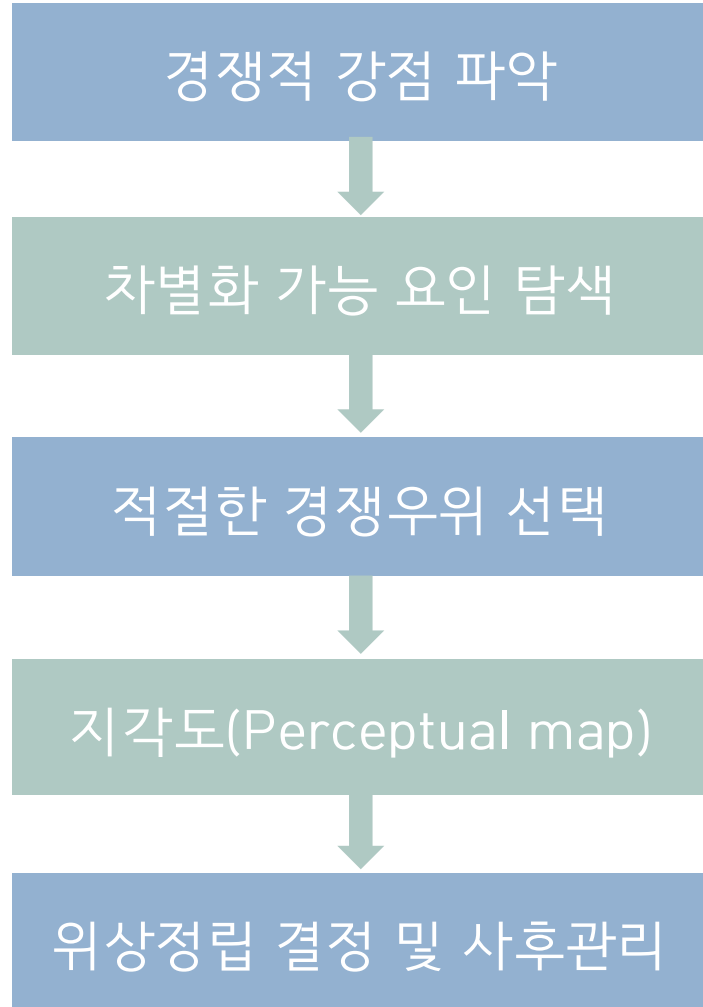 경쟁적 강점 파악
차별화 가능 요인 탐색
적절한 경쟁우위 선택
지각도(Perceptual map)
위상정립 결정 및 사후관리